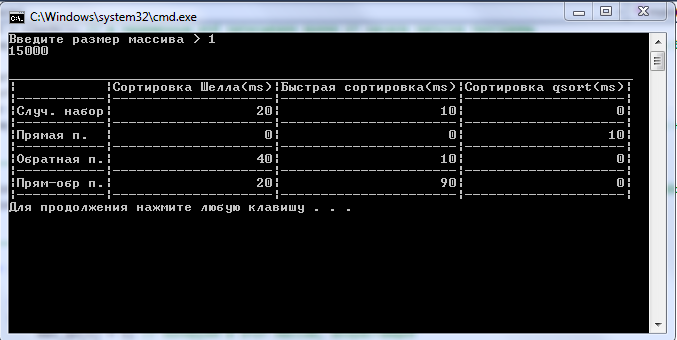 C:\Windows\system32\cmd.exe
Введите размер массива > 1
15000
Сортировка Шелла(ms) Быстрая сортировка(ms) Сортировка qsort(ms)
Случ. набор 20 10 0
Прямая п. 0 0 10
Обратная п. 40 10 0
Прям-обр п. 20 90 0
Для продолжения нажмите любую клавишу . . .